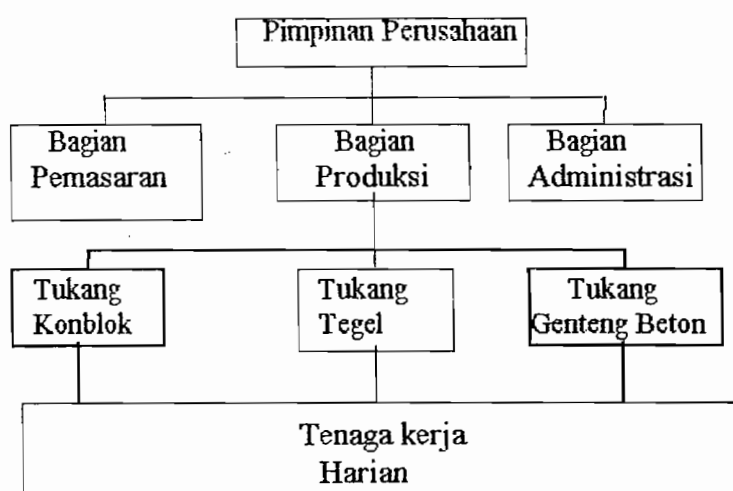 Pimpinan Perusahaan
Bagian
Pemasaran
Bagian
Produksi
Bagian
Administrasi
Tukang
Konblok
Tukang
Tegel
Tukang
Genteng Beton
Tenaga kerja
Harian